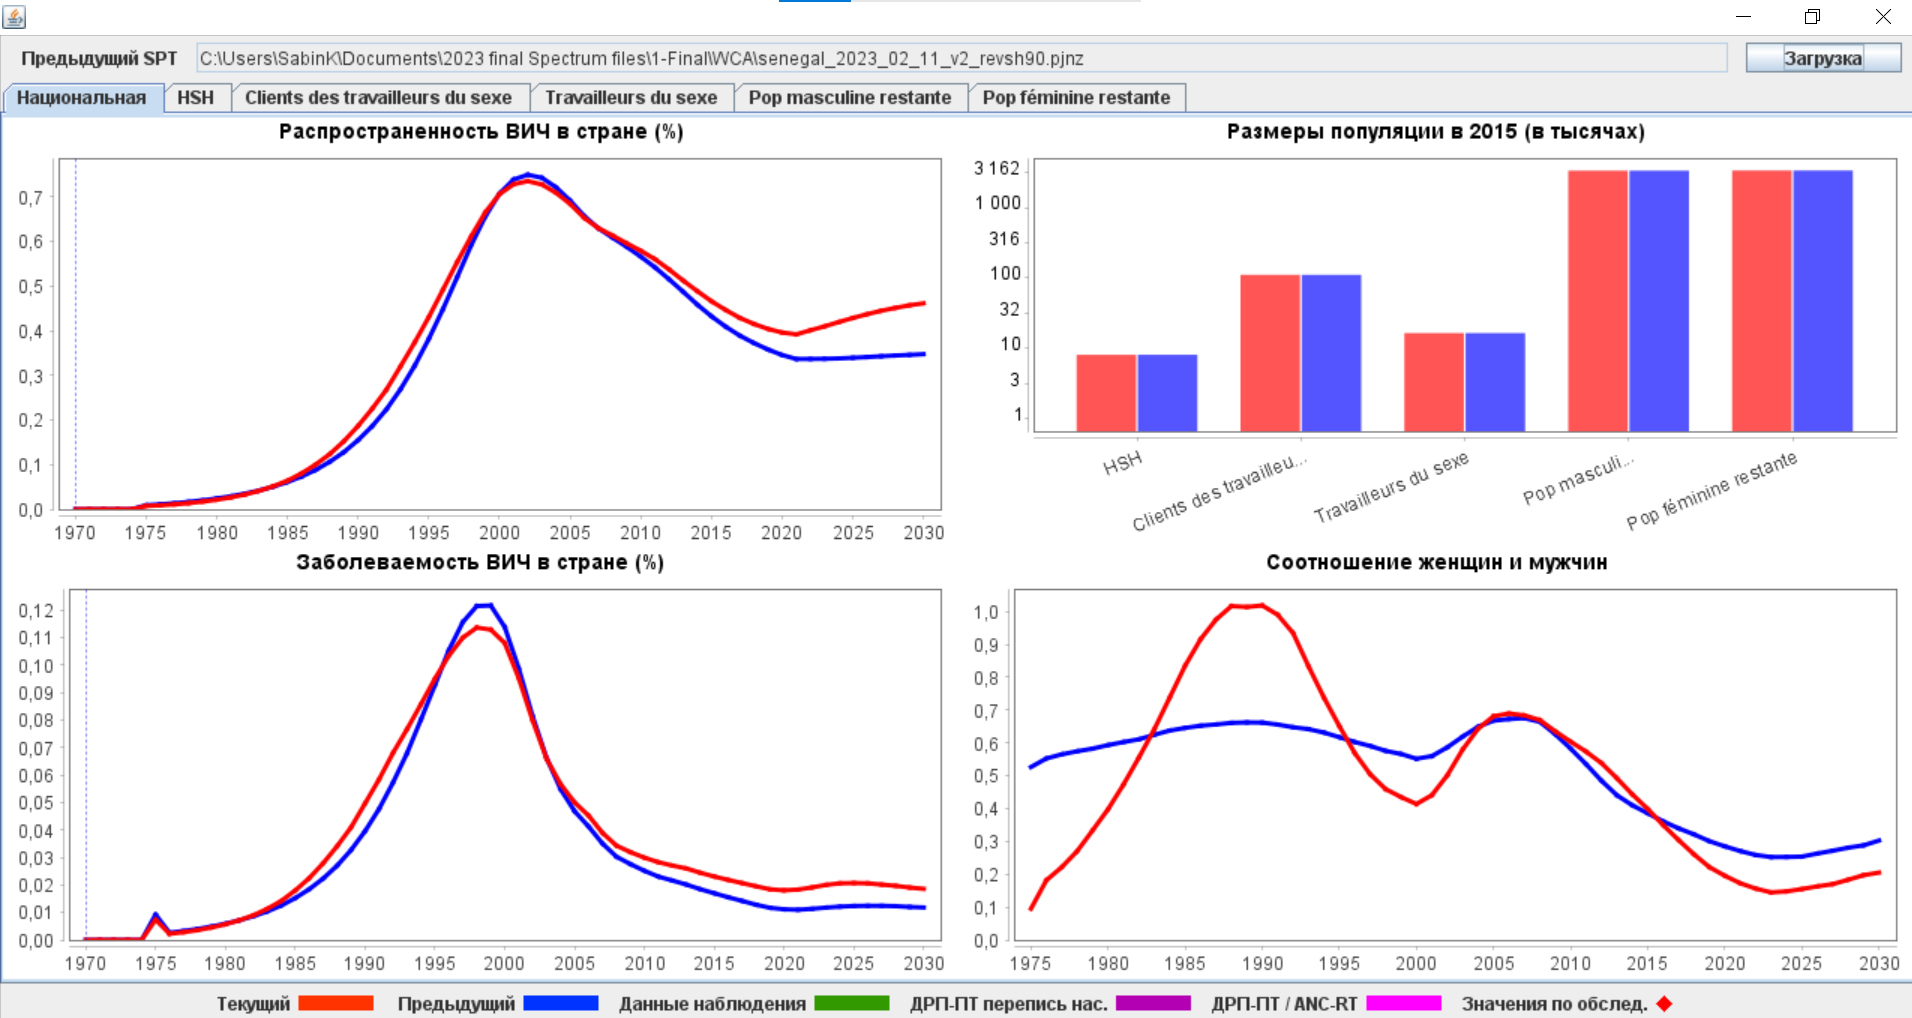 Предыдущий SPT C:\Users\SabinK\Documents\2023 final Spectrum files\1-Final\WCA\senegal_2023_02_11_v2_revsh90.pjnz Загрузка
Национальная HSH Clients des travailleurs du sexe Travailleurs du sexe Pop masculine restante Pop féminine restante
Распространенность ВИЧ в стране (%)
0,7
0,6
0,5
0,4
0,3
0,2
0,1
0,0
1970 1975 1980 1985 1990 1995 2000 2005 2010 2015 2020 2025 2030
Размеры популяции в 2015 (в тысячах)
3 162
1 000
316
100
32
10
3
1
HSH
Clients des travailleu...
Travailleurs du sexe
Pop masculi...
Pop féminine restante
Заболеваемость ВИЧ в стране (%)
0,12
0,11
0,10
0,09
0,08
0,07
0,06
0,05
0,04
0,03
0,02
0,01
0,00
1970 1975 1980 1985 1990 1995 2000 2005 2010 2015 2020 2025 2030
Соотношение женщин и мужчин
1,0
0,9
0,8
0,7
0,6
0,5
0,4
0,3
0,2
0,1
0,0
1975 1980 1985 1990 1995 2000 2005 2010 2015 2020 2025 2030
Текущий Предыдущий Данные наблюдения ДРП-ПТ перепись нас. ДРП-ПТ / ANC-RT Значения по обслед.